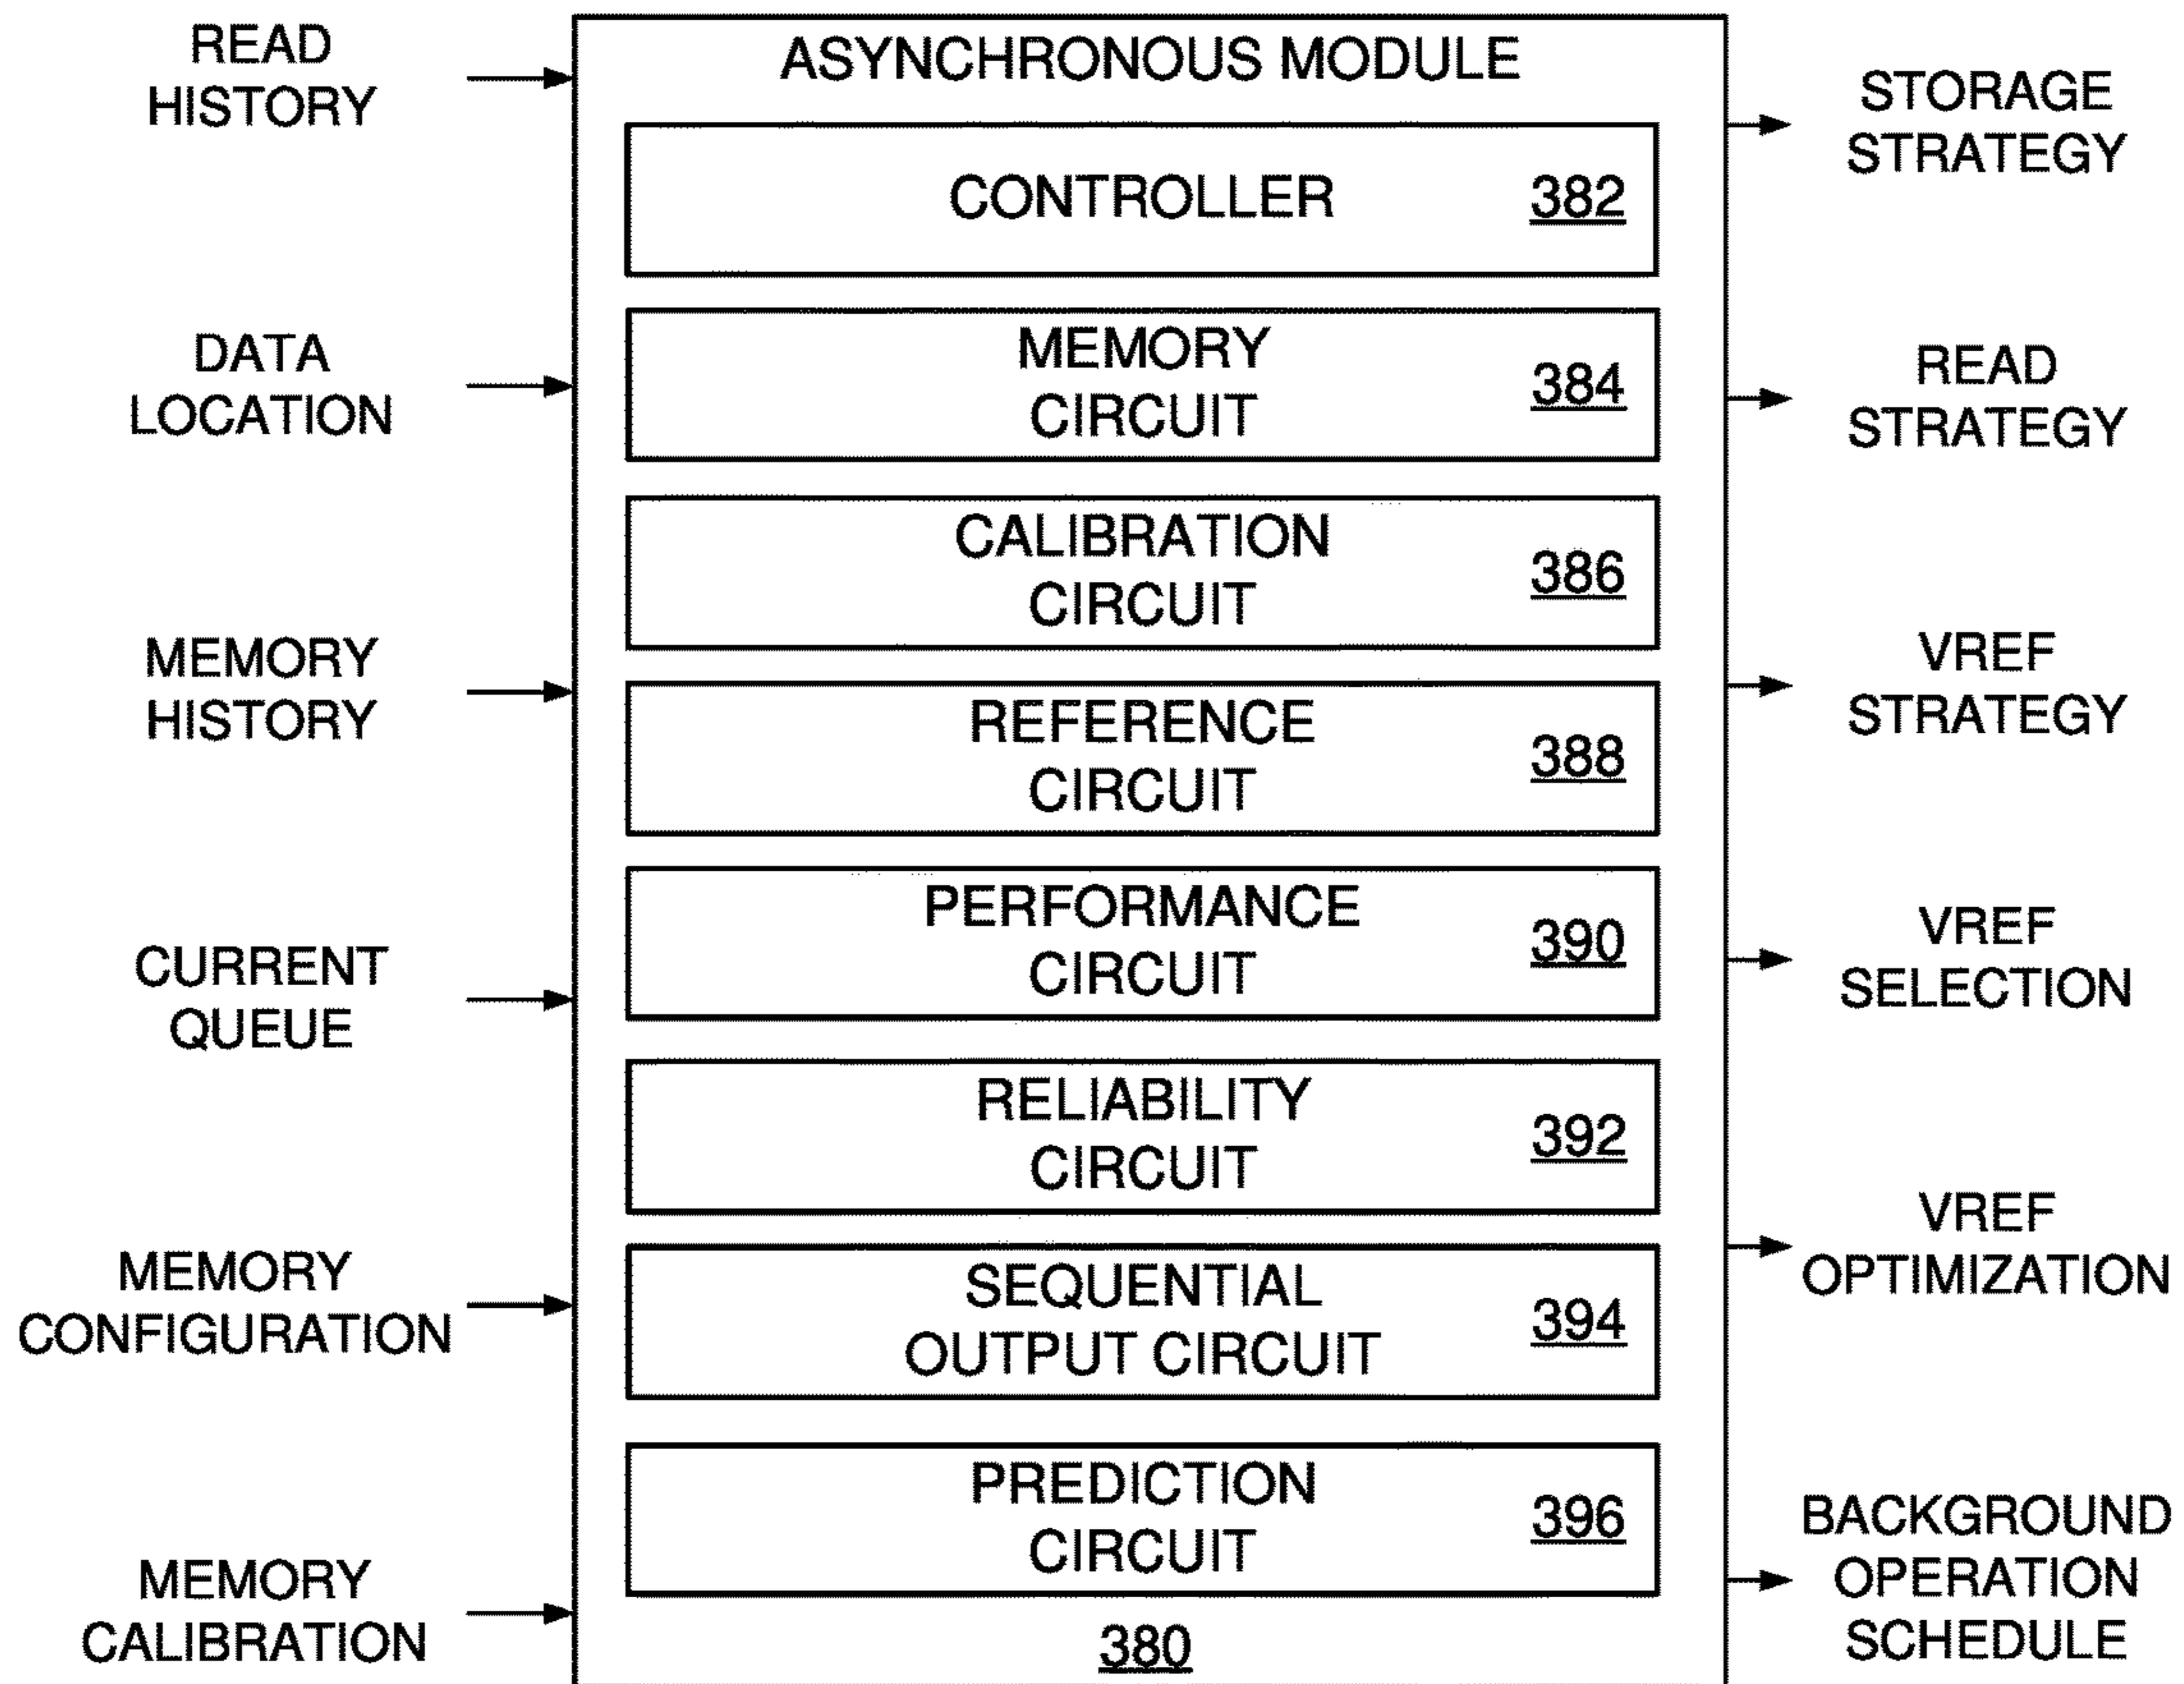 READ
HISTORY
DATA
LOCATION
MEMORY
HISTORY
CURRENT
QUEUE
MEMORY
CONFIGURATION
MEMORY
CALIBRATION
ASYNCHRONOUS MODULE
CONTROLLER 382
MEMORY
CIRCUIT
384
CALIBRATION
CIRCUIT
386
REFERENCE
CIRCUIT
388
PERFORMANCE
CIRCUIT
390
RELIABILITY
CIRCUIT
392
SEQUENTIAL
OUTPUT CIRCUIT
394
PREDICTION
CIRCUIT
396
380
STORAGE
STRATEGY
READ
STRATEGY
VREF
STRATEGY
VREF
SELECTION
VREF
OPTIMIZATION
BACKGROUND
OPERATION
SCHEDULE